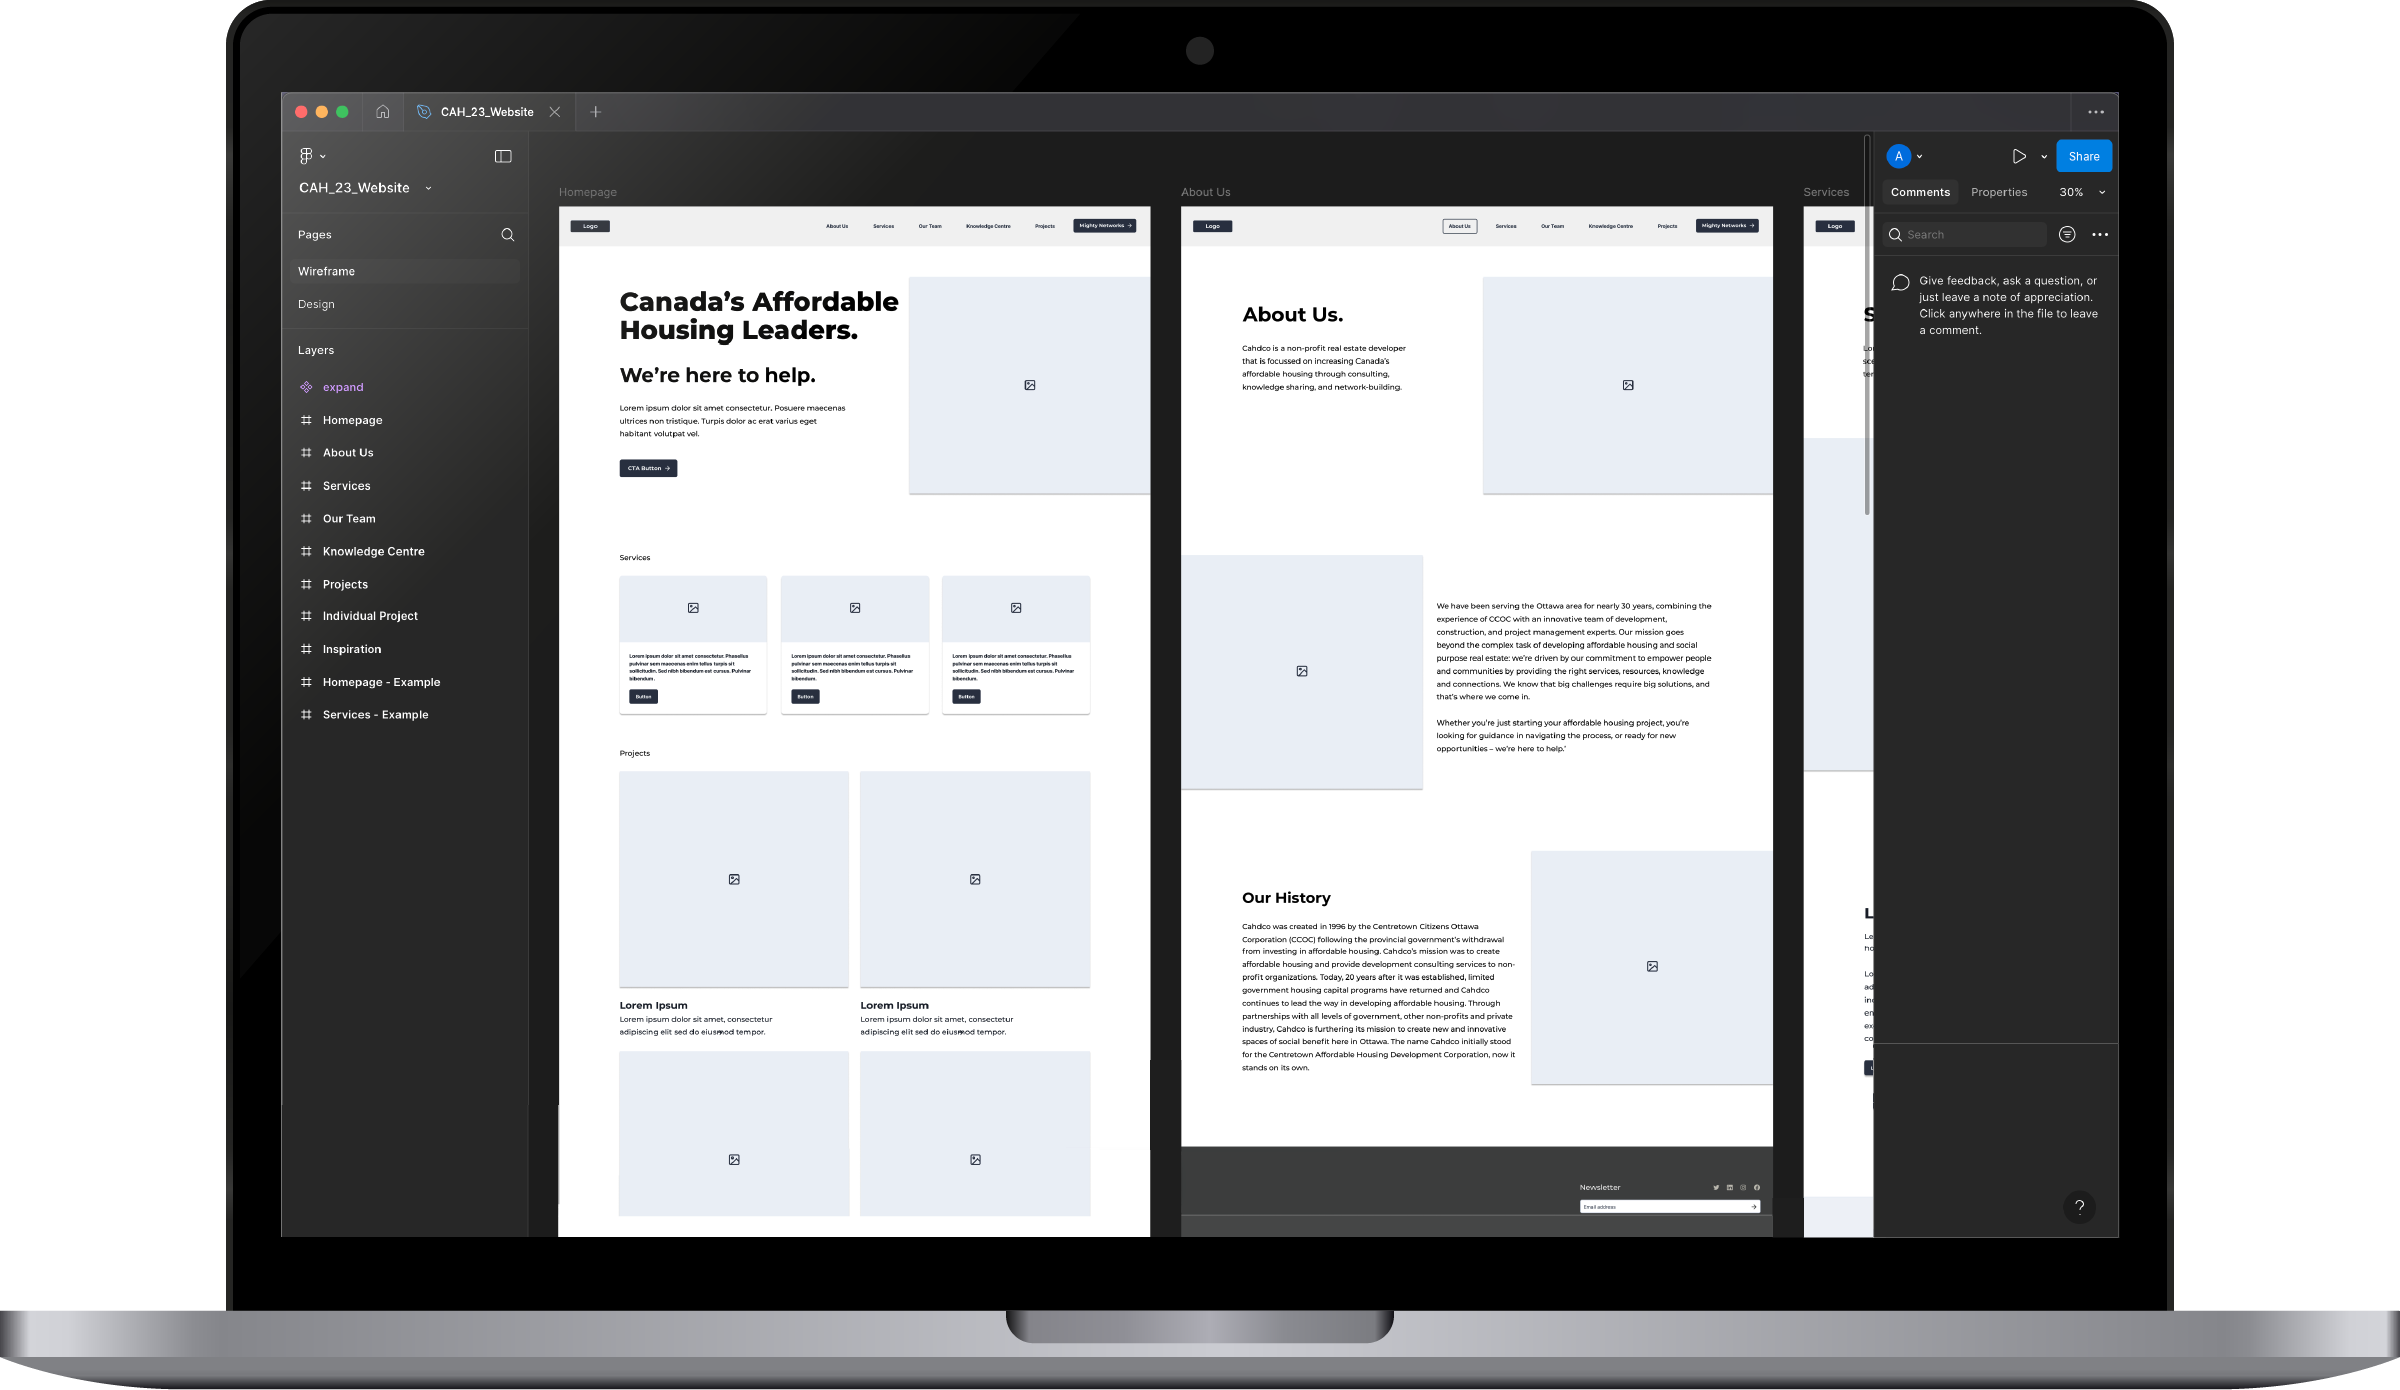 CAH_23_Website
CAH_23_Website
Pages
Wireframe
Design
Layers
expand
Homepage
About Us
Services
Our Team
Knowledge Centre
Projects
Individual Project
Inspiration
Homepage - Example
Services - Example
Homepage
Logo
About Us
Services
Our Team
Knowledge Centre
Projects
Mighty Networks
Canada’s Affordable
Housing Leaders.
We’re here to help.
Lorem ipsum dolor sit amet consectetur. Posuere maecenas
ultrices non tristique. Turpis dolor ac erat varius eget
habitant volutpat vel.
CTA Button
Services
Lorem ipsum dolor sit amet consectetur. Phasellus
pulvinar sem maecenas enim tellus turpis sit
sollicitudin. Sed nibh bibendum est cursus. Pulvinar
bibendum.
Button
Lorem ipsum dolor sit amet consectetur. Phasellus
pulvinar sem maecenas enim tellus turpis sit
sollicitudin. Sed nibh bibendum est cursus. Pulvinar
bibendum.
Button
Lorem ipsum dolor sit amet consectetur. Phasellus
pulvinar sem maecenas enim tellus turpis sit
sollicitudin. Sed nibh bibendum est cursus. Pulvinar
bibendum.
Button
Projects
Lorem Ipsum
Lorem ipsum dolor sit amet, consectetur
adipiscing elit sed do eiusmod tempor.
Lorem Ipsum
Lorem ipsum dolor sit amet, consectetur
adipiscing elit sed do eiusmod tempor.
About Us
Logo
About Us
Services
Our Team
Knowledge Centre
Projects
Mighty Networks
About Us.
Cahdco is a non-profit real estate developer
that is focussed on increasing Canada’s
affordable housing through consulting,
knowledge sharing, and network-building.
We have been serving the Ottawa area for nearly 30 years, combining the
experience of CCOC with an innovative team of development,
construction, and project management experts. Our mission goes
beyond the complex task of developing affordable housing and social
purpose real estate: we’re driven by our commitment to empower people
and communities by providing the right services, resources, knowledge
and connections. We know that big challenges require big solutions, and
that’s where we come in.
Whether you’re just starting your affordable housing project, you’re
looking for guidance in navigating the process, or ready for new
opportunities – we’re here to help.’
Our History
Cahdco was created in 1996 by the Centretown Citizens Ottawa
Corporation (CCOC) following the provincial government’s withdrawal
from investing in affordable housing. Cahdco’s mission was to create
affordable housing and provide development consulting services to non-
profit organizations. Today, 20 years after it was established, limited
government housing capital programs have returned and Cahdco
continues to lead the way in developing affordable housing. Through
partnerships with all levels of government, other non-profits and private
industry, Cahdco is furthering its mission to create new and innovative
spaces of social benefit here in Ottawa. The name Cahdco initially stood
for the Centretown Affordable Housing Development Corporation, now it
stands on its own.
Newsletter
Email address
Services
Logo
A
Share
Comments
Properties
30%
Search
Give feedback, ask a question, or
just leave a note of appreciation.
Click anywhere in the file to leave
a comment.
?